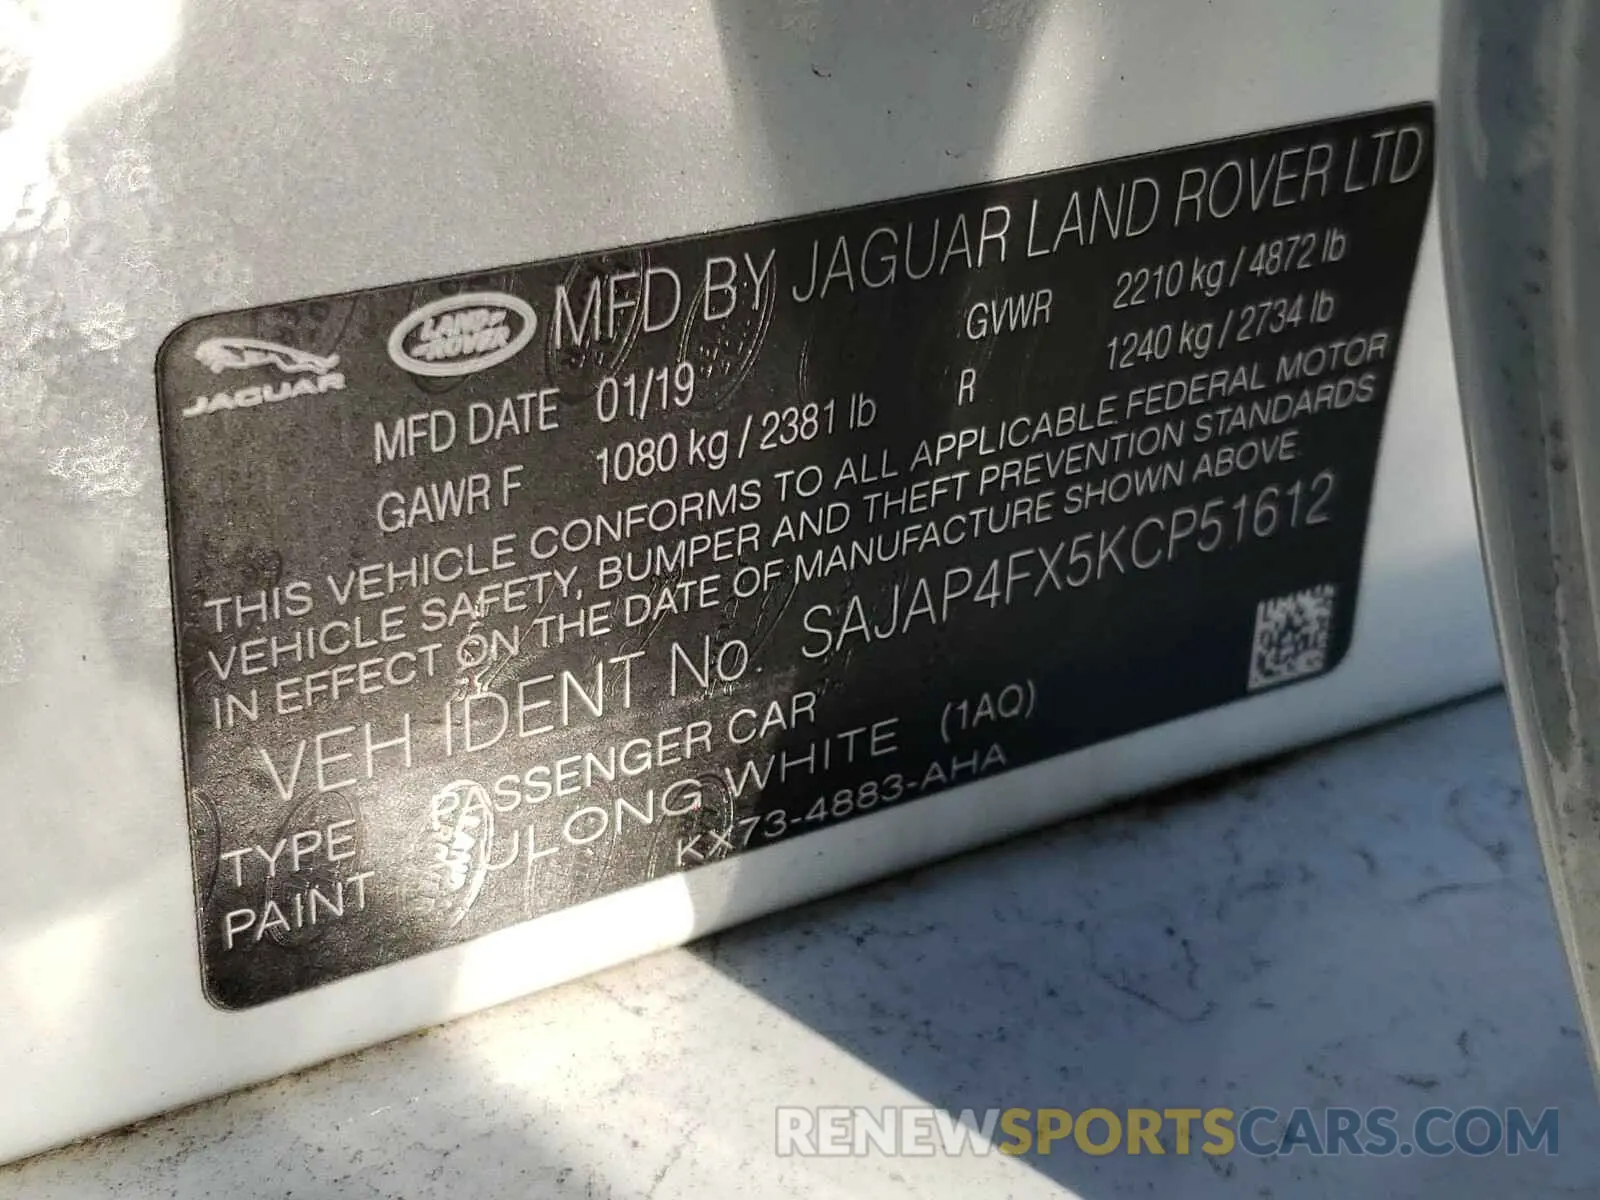 JAGUAR LAND ROVER MFD BY JAGUAR LAND ROVER LTD
MFD DATE 01/19 GVWR 2210 kg / 4872 lb
GAWR F 1080 kg / 2381 lb R 1240 kg / 2734 lb
THIS VEHICLE CONFORMS TO ALL APPLICABLE FEDERAL MOTOR
VEHICLE SAFETY, BUMPER AND THEFT PREVENTION STANDARDS
IN EFFECT ON THE DATE OF MANUFACTURE SHOWN ABOVE.
VEH IDENT No. SAJAP4FX5KCP51612
TYPE PASSENGER CAR
PAINT YULONG WHITE (1AQ)
KX73-4883-AHA
RENEWSPORTSCARS.COM